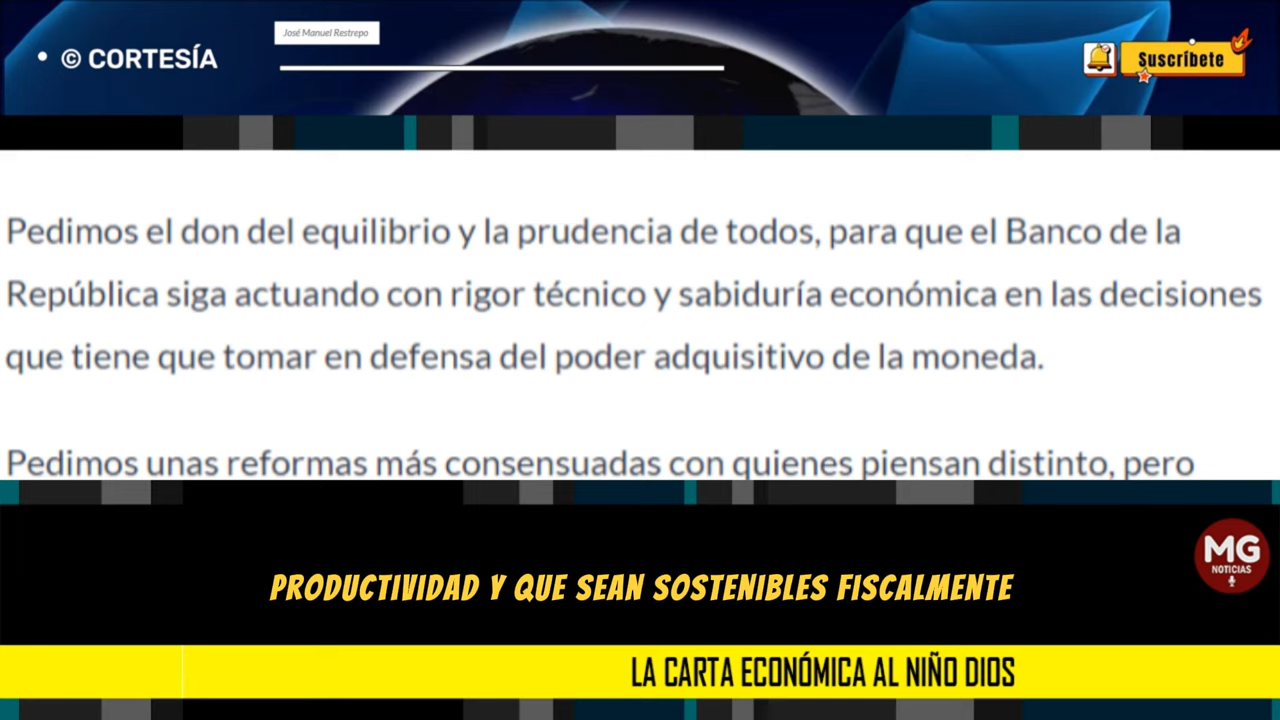 • © CORTESÍA
José Manuel Restrepo
Suscríbete
Pedimos el don del equilibrio y la prudencia de todos, para que el Banco de la
República siga actuando con rigor técnico y sabiduría económica en las decisiones
que tiene que tomar en defensa del poder adquisitivo de la moneda.
Pedimos unas reformas más consensuadas con quienes piensan distinto, pero
MG
NOTICIAS
PRODUCTIVIDAD Y QUE SEAN SOSTENIBLES FISCALMENTE
LA CARTA ECONÓMICA AL NIÑO DIOS